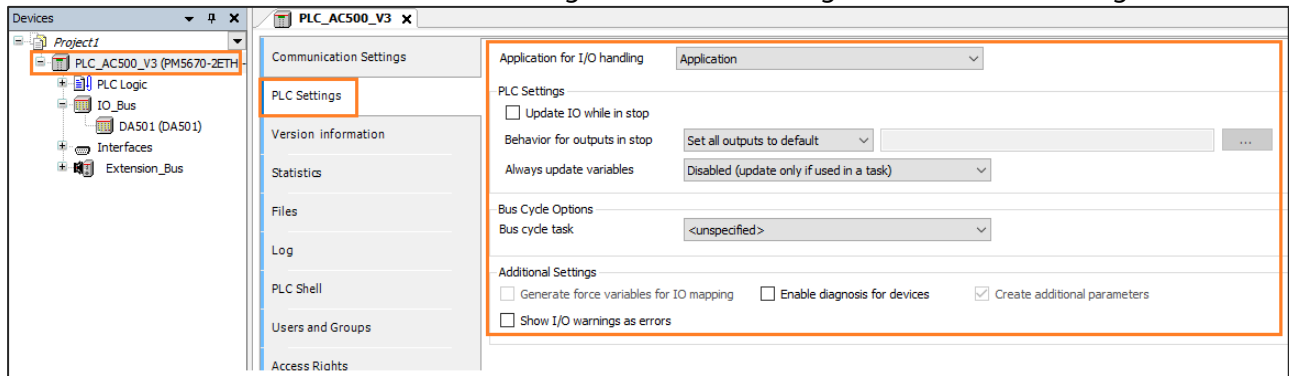 Devices
PLC_AC500_V3
Project1
PLC_AC500_V3 (PM5670-2ETH -
PLC Logic
IO_Bus
DA501 (DA501)
Interfaces
Extension_Bus
Communication Settings
PLC Settings
Version information
Statistics
Files
Log
PLC Shell
Users and Groups
Access Rights
Application for I/O handling Application
PLC Settings
Update IO while in stop
Behavior for outputs in stop Set all outputs to default ...
Always update variables Disabled (update only if used in a task)
Bus Cycle Options
Bus cycle task <unspecified>
Additional Settings
Generate force variables for IO mapping Enable diagnosis for devices Create additional parameters
Show I/O warnings as errors